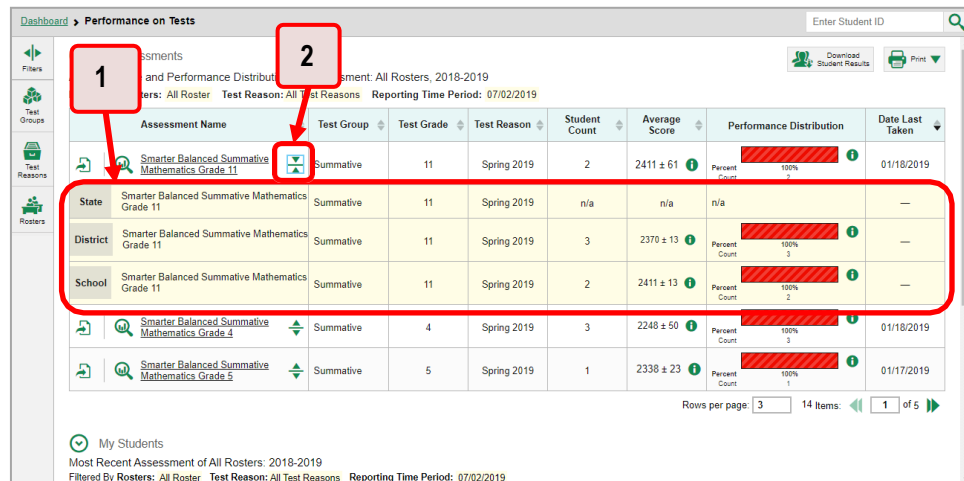 Dashboard > Performance on Tests
Enter Student ID
Filters
Test Groups
Test Reasons
Rosters
1
2
ssments
Download Student Results
Print
and Performance Distributi
ssment: All Rosters, 2018-2019
ters: All Roster Test Reason: All Test Reasons Reporting Time Period: 07/02/2019
Assessment Name Test Group Test Grade Test Reason Student Count Average Score Performance Distribution Date Last Taken
Smarter Balanced Summative Mathematics Grade 11 Summative 11 Spring 2019 2 2411 ± 61 Percent 100% Count 2 01/18/2019
State Smarter Balanced Summative Mathematics Grade 11 Summative 11 Spring 2019 n/a n/a n/a —
District Smarter Balanced Summative Mathematics Grade 11 Summative 11 Spring 2019 3 2370 ± 13 Percent 100% Count 3 —
School Smarter Balanced Summative Mathematics Grade 11 Summative 11 Spring 2019 2 2411 ± 13 Percent 100% Count 2 —
Smarter Balanced Summative Mathematics Grade 4 Summative 4 Spring 2019 3 2248 ± 50 Percent 100% Count 3 01/18/2019
Smarter Balanced Summative Mathematics Grade 5 Summative 5 Spring 2019 1 2338 ± 23 Percent 100% Count 1 01/17/2019
Rows per page: 3 14 Items: 1 of 5
My Students
Most Recent Assessment of All Rosters: 2018-2019
Filtered By Rosters: All Roster Test Reason: All Test Reasons Reporting Time Period: 07/02/2019